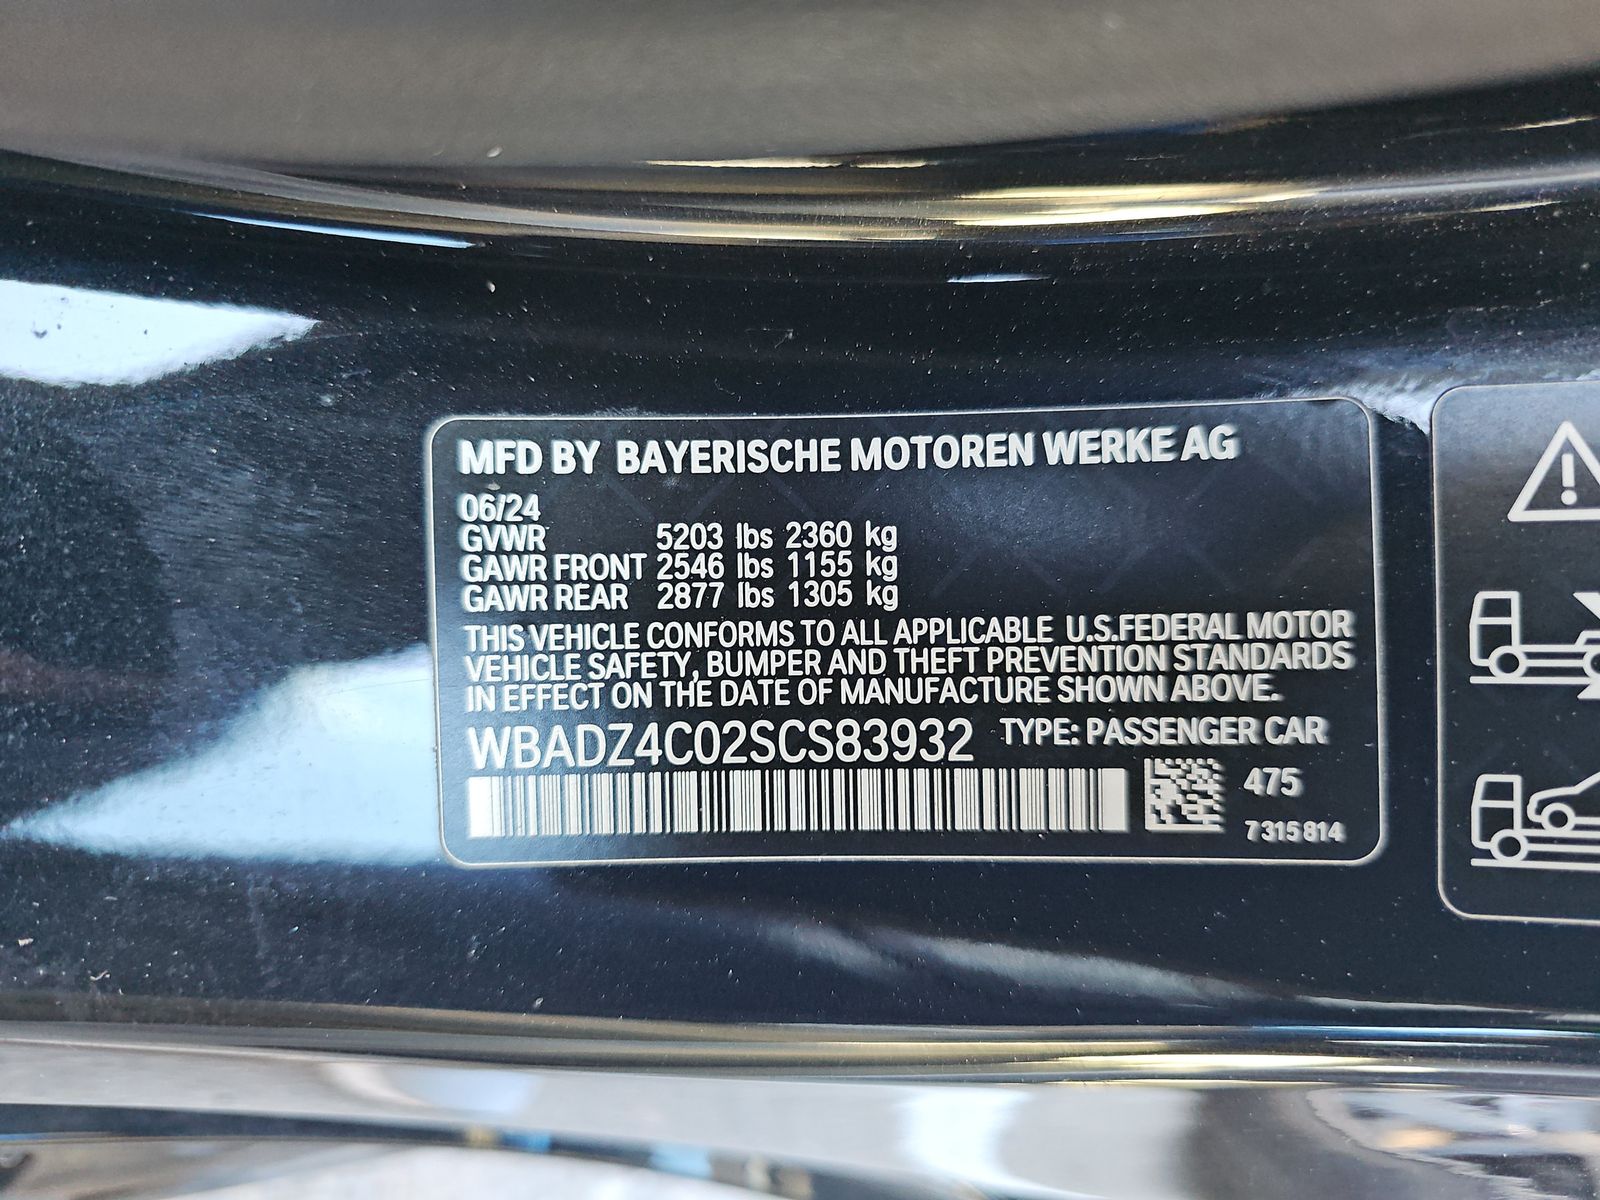 MFD BY BAYERISCHE MOTOREN WERKE AG
06/24
GVWR 5203 lbs 2360 kg
GAWR FRONT 2546 lbs 1155 kg
GAWR REAR 2877 lbs 1305 kg
THIS VEHICLE CONFORMS TO ALL APPLICABLE U.S.FEDERAL MOTOR
VEHICLE SAFETY, BUMPER AND THEFT PREVENTION STANDARDS
IN EFFECT ON THE DATE OF MANUFACTURE SHOWN ABOVE.
WBADZ4C02SCS83932 TYPE: PASSENGER CAR
475
7 315 814